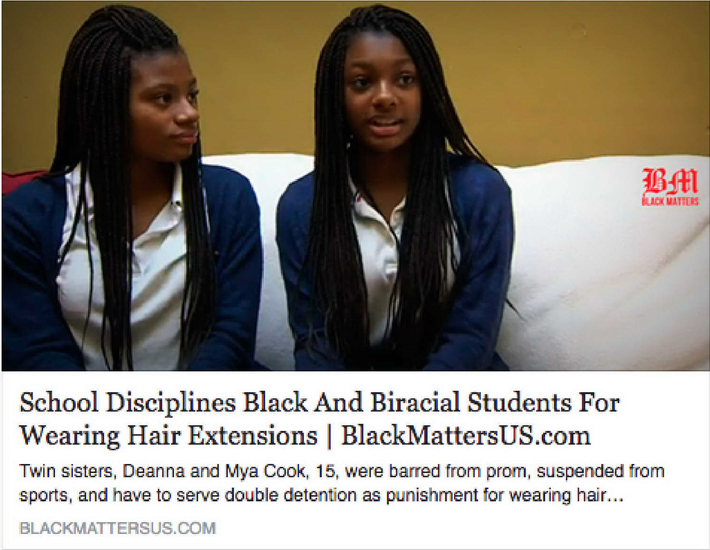 BM
BLACK MATTERS
School Disciplines Black And Biracial Students For
Wearing Hair Extensions | BlackMattersUS.com
Twin sisters, Deanna and Mya Cook, 15, were barred from prom, suspended from
sports, and have to serve double detention as punishment for wearing hair...
BLACKMATTERSUS.COM